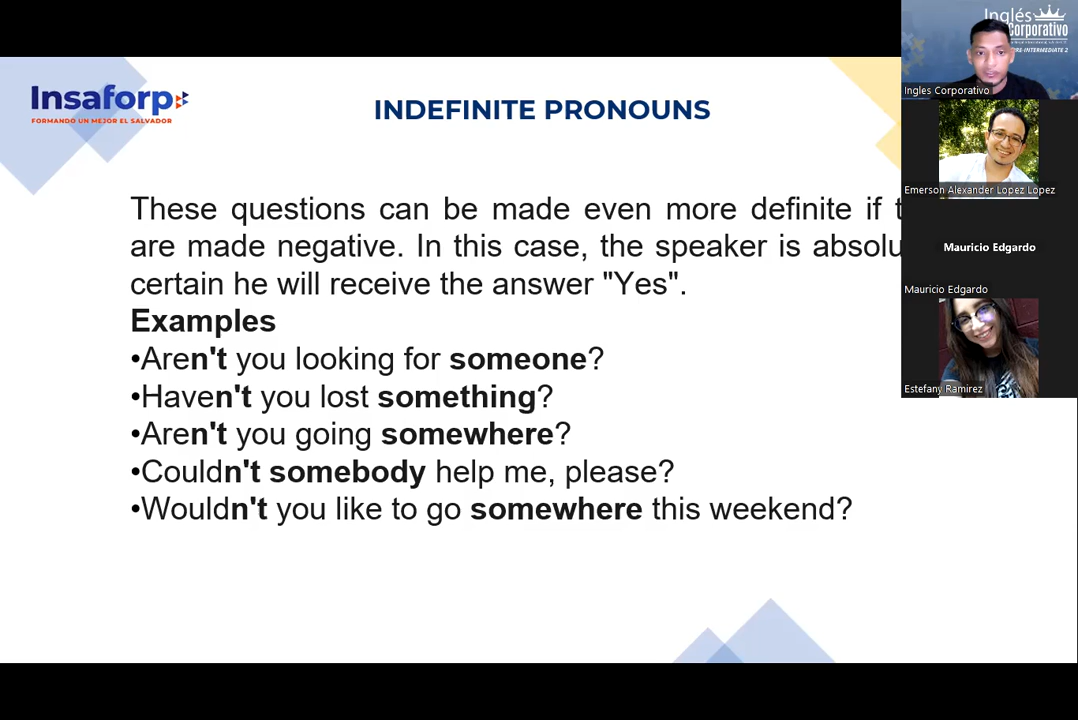 Insaforp
FORMANDO UN MEJOR EL SALVADOR
INDEFINITE PRONOUNS
These questions can be made even more definite if
are made negative. In this case, the speaker is
certain he will receive the answer "Yes".
Examples
•Aren't you looking for someone?
•Haven't you lost something?
•Aren't you going somewhere?
•Couldn't somebody help me, please?
•Wouldn't you like to go somewhere this weekend?
Inglés
Corporativo
PRE-INTERMEDIATE 2
Ingles Corporativo
Emerson Alexander Lopez Lopez
Mauricio Edgardo
Mauricio Edgardo
Estefany Ramirez